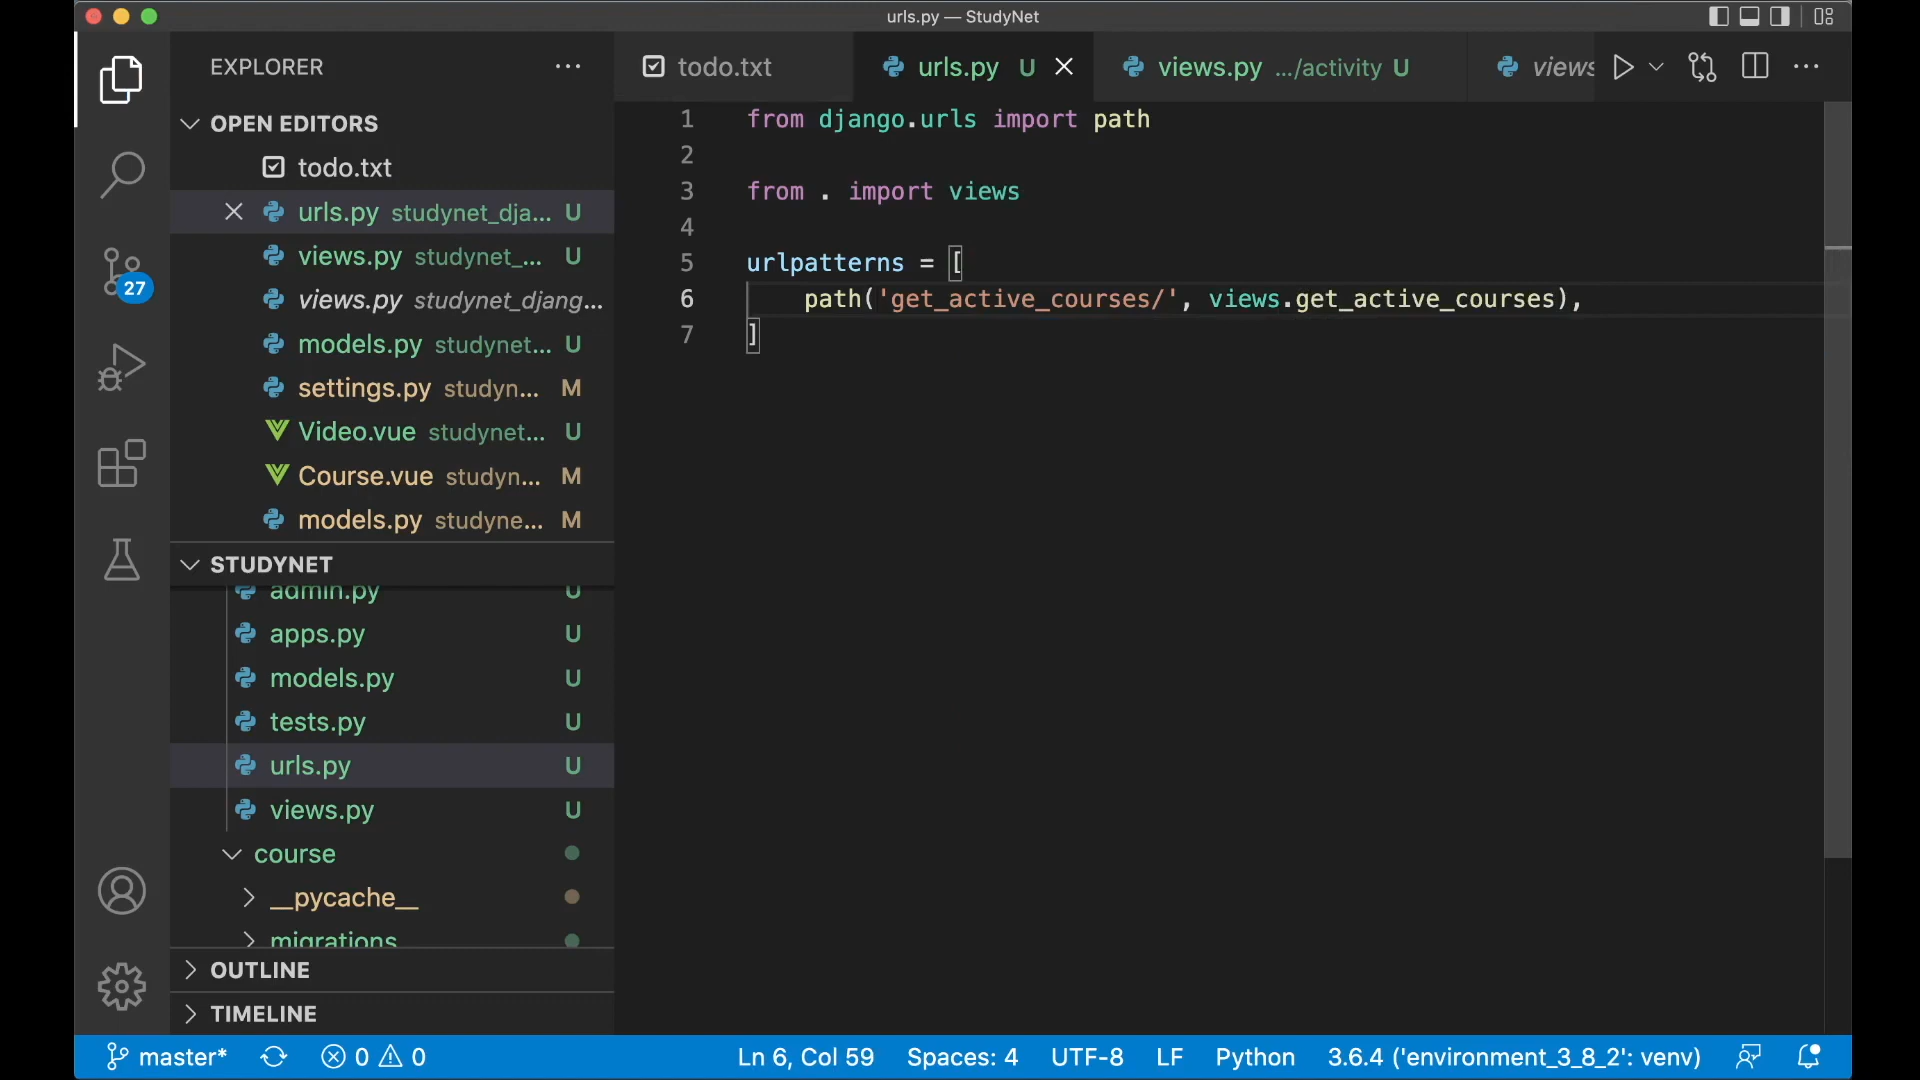 urls.py — StudyNet
EXPLORER
OPEN EDITORS
todo.txt
urls.py studynet_dja... U
views.py studynet_... U
views.py studynet_djang...
models.py studynet... U
settings.py studyn... M
Video.vue studynet... U
Course.vue studyn... M
models.py studyne... M
STUDYNET
admin.py U
apps.py U
models.py U
tests.py U
urls.py U
views.py U
course
__pycache__
migrations
OUTLINE
TIMELINE
27
todo.txt
urls.py U
views.py .../activity U
views
1 from django.urls import path
2
3 from . import views
4
5 urlpatterns = [
6 path('get_active_courses/', views.get_active_courses),
7 ]
master* 0 0 Ln 6, Col 59 Spaces: 4 UTF-8 LF Python 3.6.4 ('environment_3_8_2': venv)